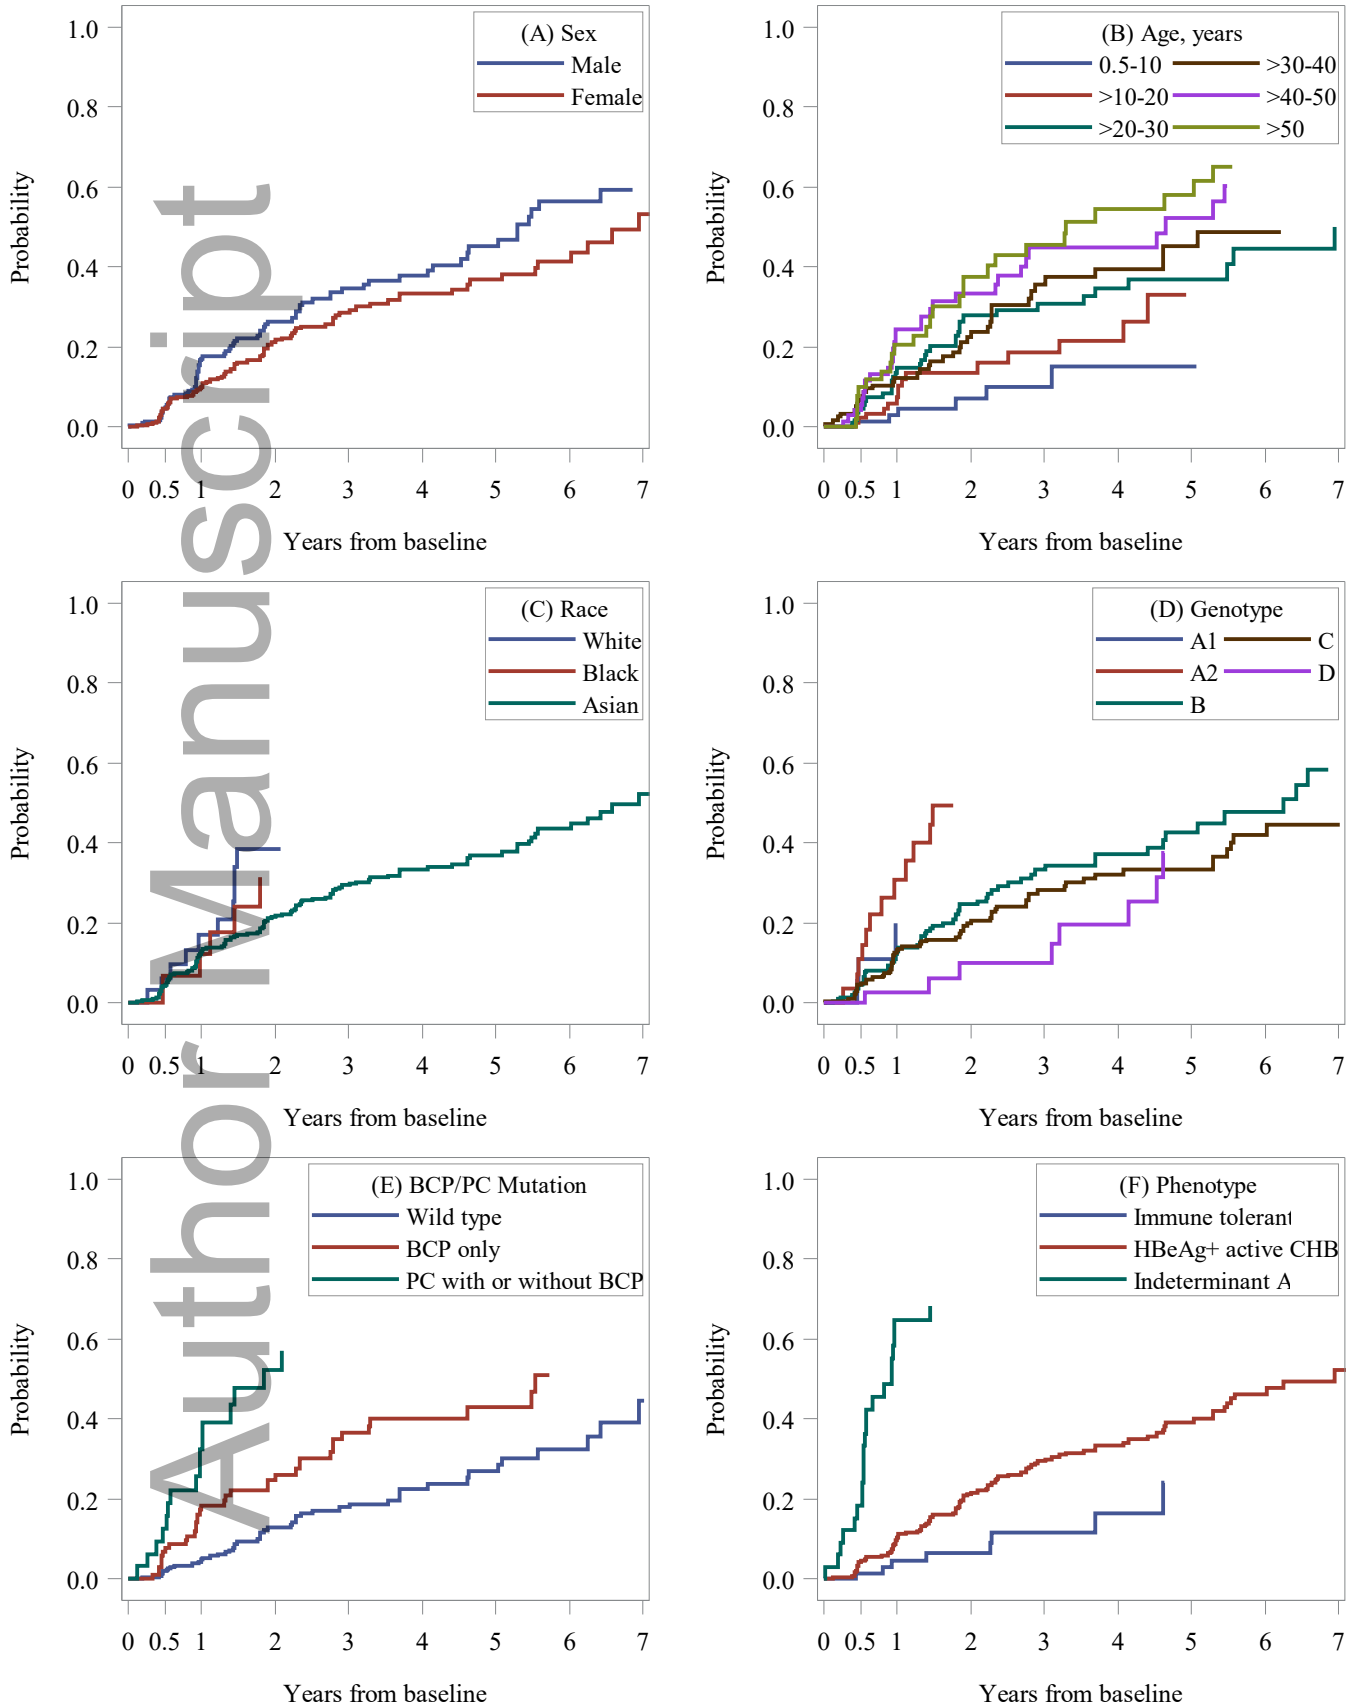 (A) Sex
Male
Female
1.0
0.8
0.6
0.4
0.2
0.0
Probability
0 0.5 1 2 3 4 5 6 7
Years from baseline
(B) Age, years
0.5-10 >30-40
>10-20 >40-50
>20-30 >50
1.0
0.8
0.6
0.4
0.2
0.0
Probability
0 0.5 1 2 3 4 5 6 7
Years from baseline
(C) Race
White
Black
Asian
1.0
0.8
0.6
0.4
0.2
0.0
Probability
0 0.5 1 2 3 4 5 6 7
Years from baseline
(D) Genotype
A1 C
A2 D
B
1.0
0.8
0.6
0.4
0.2
0.0
Probability
0 0.5 1 2 3 4 5 6 7
Years from baseline
(E) BCP/PC Mutation
Wild type
BCP only
PC with or without BCP
1.0
0.8
0.6
0.4
0.2
0.0
Probability
0 0.5 1 2 3 4 5 6 7
Years from baseline
(F) Phenotype
Immune tolerant
HBeAg+ active CHB
Indeterminant A
1.0
0.8
0.6
0.4
0.2
0.0
Probability
0 0.5 1 2 3 4 5 6 7
Years from baseline
Author Manuscript